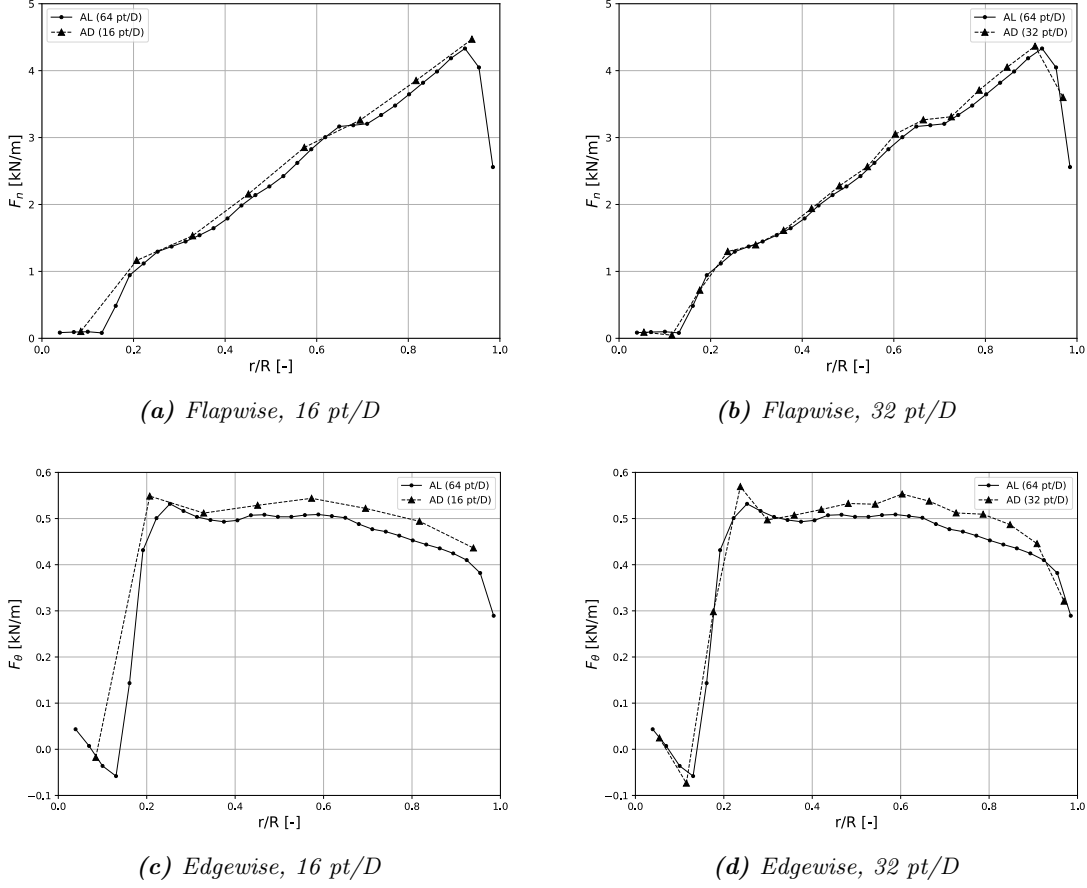 AL (64 pt/D)
AD (16 pt/D)
5
4
3
2
1
0
F_n [kN/m]
0.0 0.2 0.4 0.6 0.8 1.0
r/R [-]
(a) Flapwise, 16 pt/D
AL (64 pt/D)
AD (32 pt/D)
5
4
3
2
1
0
F_n [kN/m]
0.0 0.2 0.4 0.6 0.8 1.0
r/R [-]
(b) Flapwise, 32 pt/D
AL (64 pt/D)
AD (16 pt/D)
0.6
0.5
0.4
0.3
0.2
0.1
0.0
−0.1
F_θ [kN/m]
0.0 0.2 0.4 0.6 0.8 1.0
r/R [-]
(c) Edgewise, 16 pt/D
AL (64 pt/D)
AD (32 pt/D)
0.6
0.5
0.4
0.3
0.2
0.1
0.0
−0.1
F_θ [kN/m]
0.0 0.2 0.4 0.6 0.8 1.0
r/R [-]
(d) Edgewise, 32 pt/D